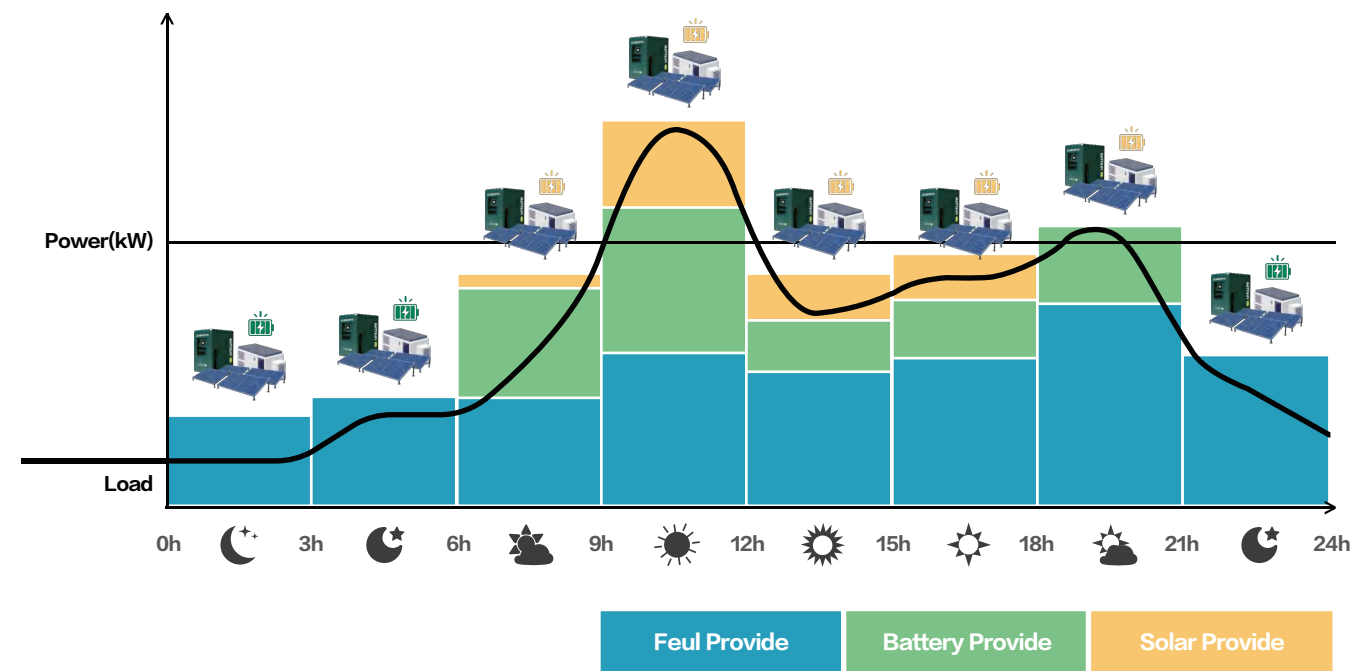 Power(kW)
Load
0h 3h 6h 9h 12h 15h 18h 21h 24h
Feul Provide Battery Provide Solar Provide